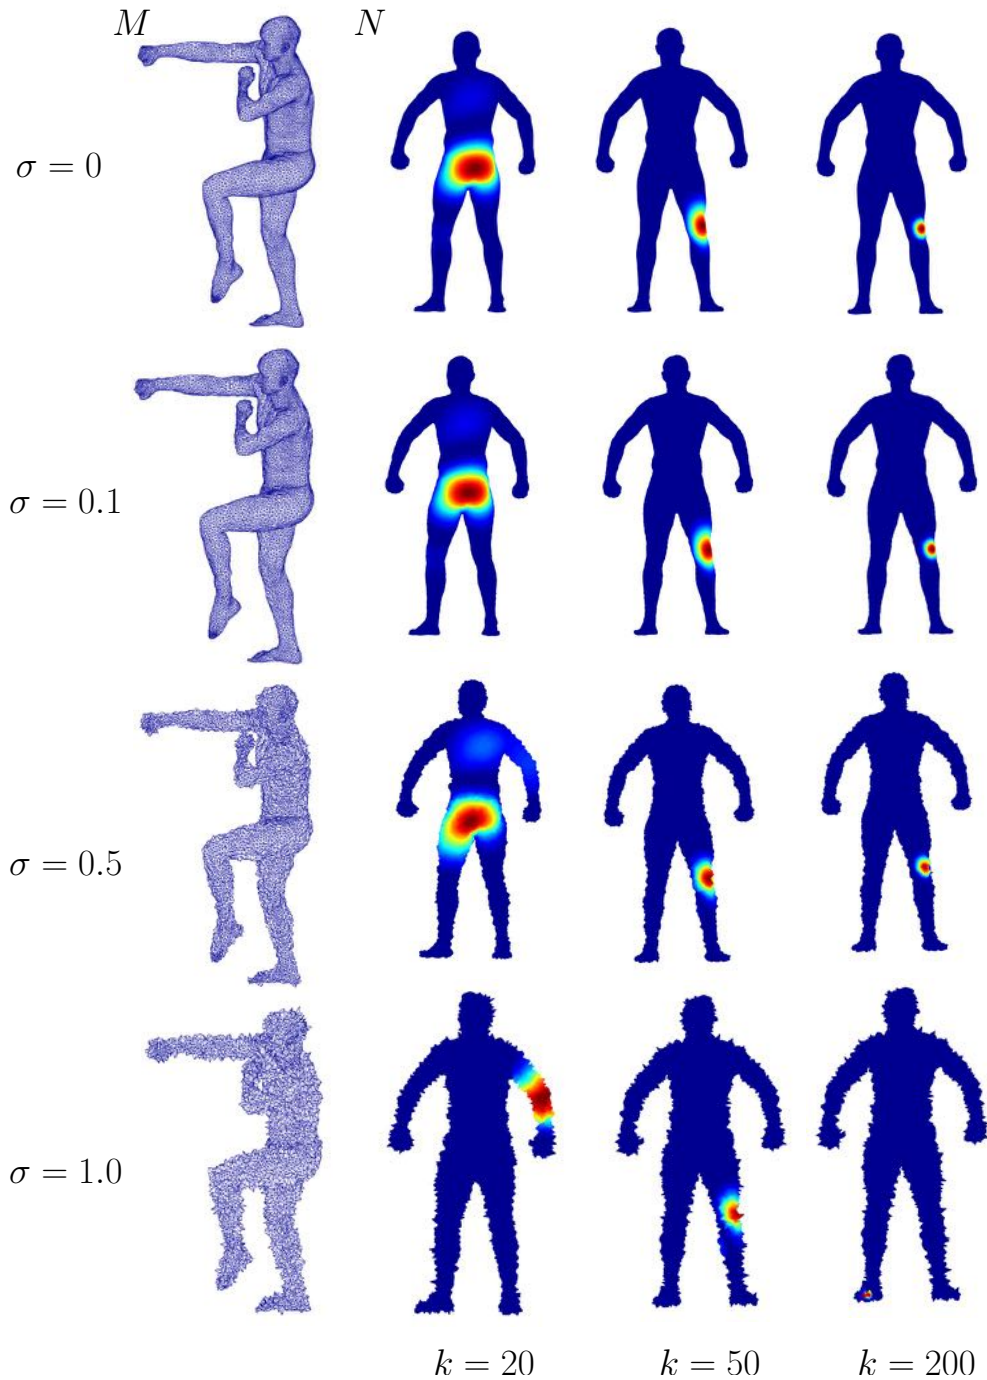 M N
σ = 0
σ = 0.1
σ = 0.5
σ = 1.0
k = 20 k = 50 k = 200